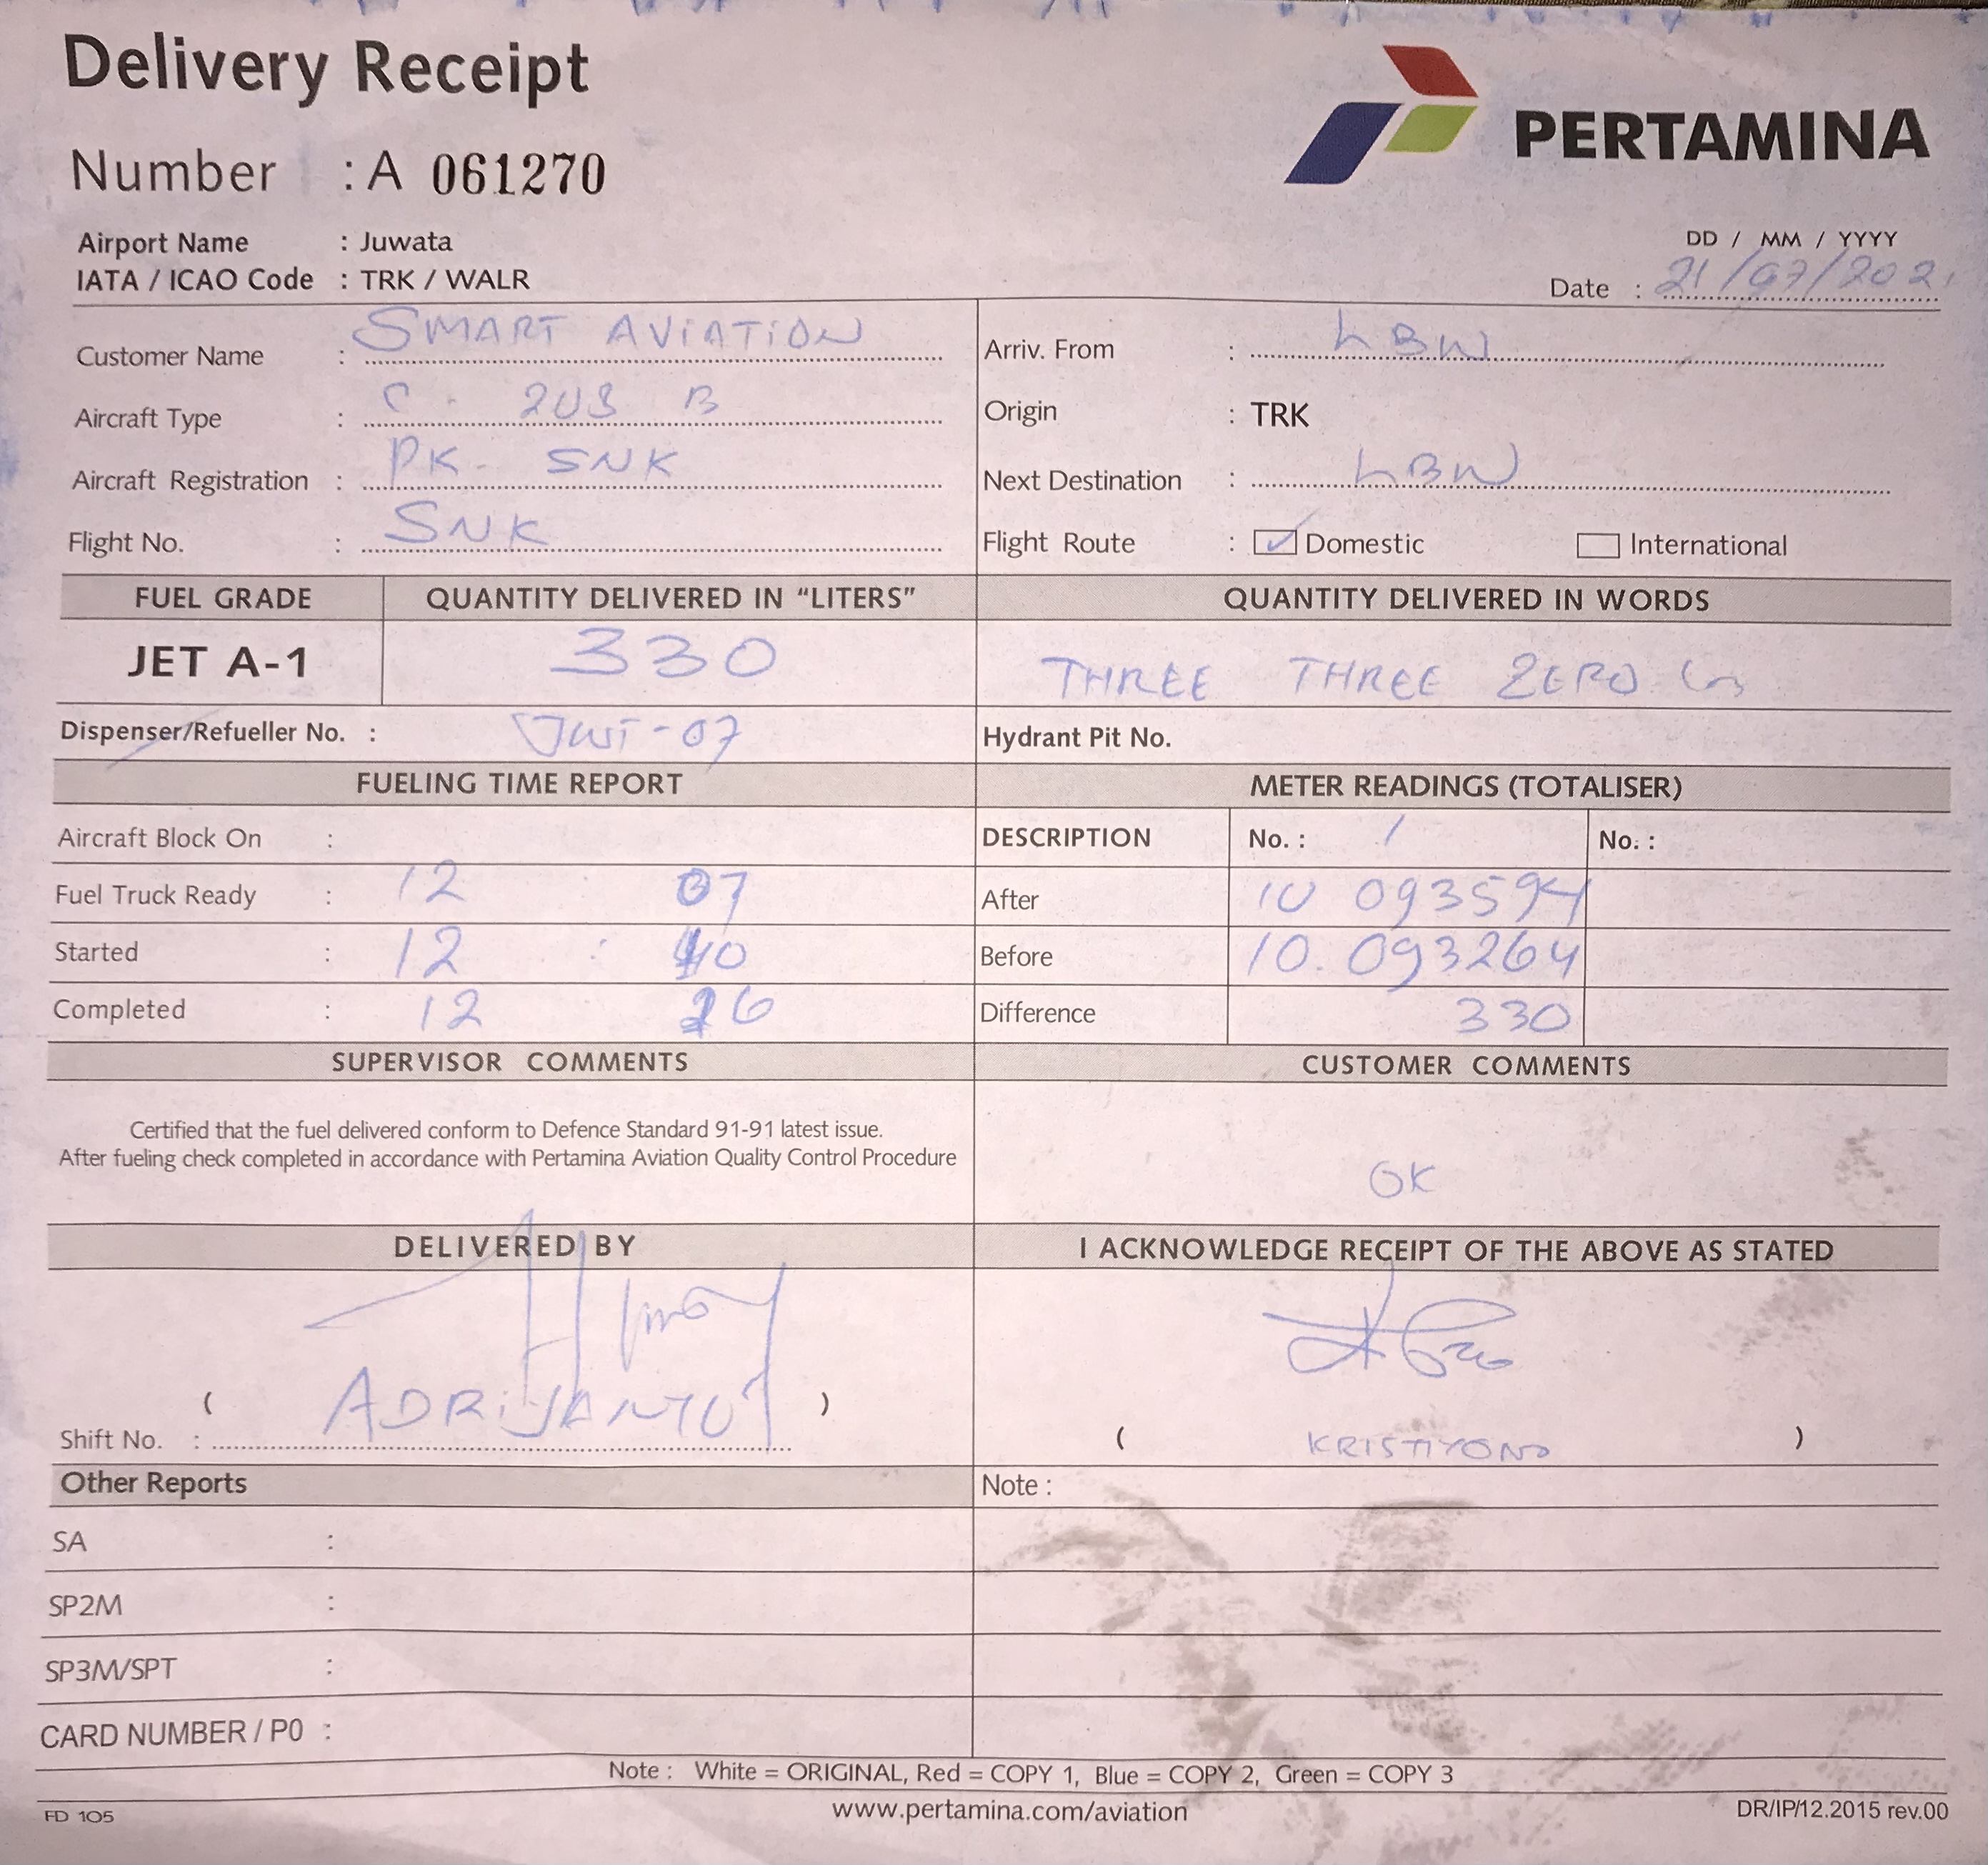 Delivery Receipt
PERTAMINA
Number : A 061270
Airport Name : Juwata
IATA / ICAO Code : TRK / WALR
DD / MM / YYYY
Date : 21/07/202
Customer Name : SMART AVIATION
Arriv. From : LBW
Aircraft Type : C. 208 B
Origin : TRK
Aircraft Registration : PK- SNK
Next Destination : LBW
Flight No. : SNK
Flight Route : Domestic International
FUEL GRADE QUANTITY DELIVERED IN “LITERS” QUANTITY DELIVERED IN WORDS
JET A-1 330 THREE THREE ZERO
Dispenser/Refueller No. : JWT-07 Hydrant Pit No.
FUELING TIME REPORT METER READINGS (TOTALISER)
Aircraft Block On : DESCRIPTION No. : 1 No. :
Fuel Truck Ready : 12 07 After 10 093594
Started : 12 : 10 Before 10.093264
Completed : 12 16 Difference 330
SUPERVISOR COMMENTS CUSTOMER COMMENTS
Certified that the fuel delivered conform to Defence Standard 91-91 latest issue.
After fueling check completed in accordance with Pertamina Aviation Quality Control Procedure
OK
DELIVERED BY I ACKNOWLEDGE RECEIPT OF THE ABOVE AS STATED
( ADRIJANTO )
Shift No. :
( KRISTIYONO )
Other Reports Note :
SA :
SP2M :
SP3M/SPT :
CARD NUMBER / P0 :
Note : White = ORIGINAL, Red = COPY 1, Blue = COPY 2, Green = COPY 3
FD 105 www.pertamina.com/aviation DR/IP/12.2015 rev.00